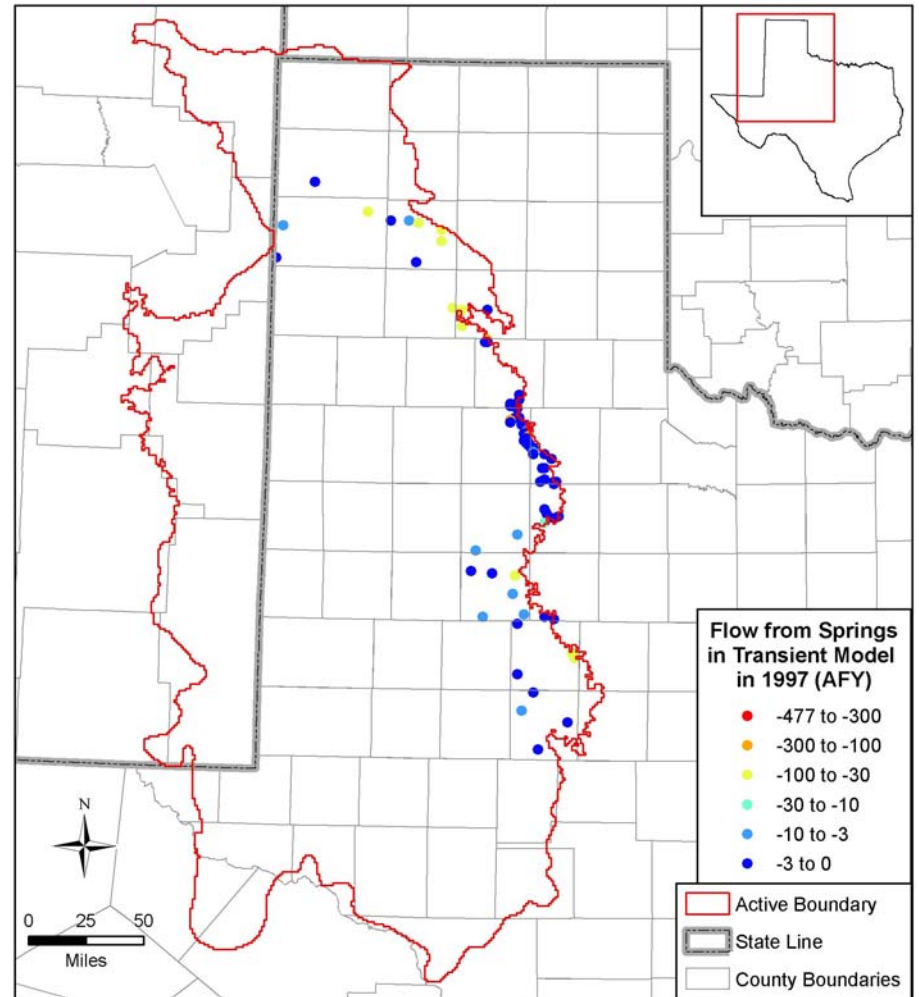 Flow from Springs
in Transient Model
in 1997 (AFY)
-477 to -300
-300 to -100
-100 to -30
-30 to -10
-10 to -3
-3 to 0
Active Boundary
State Line
County Boundaries
N
0 25 50
Miles